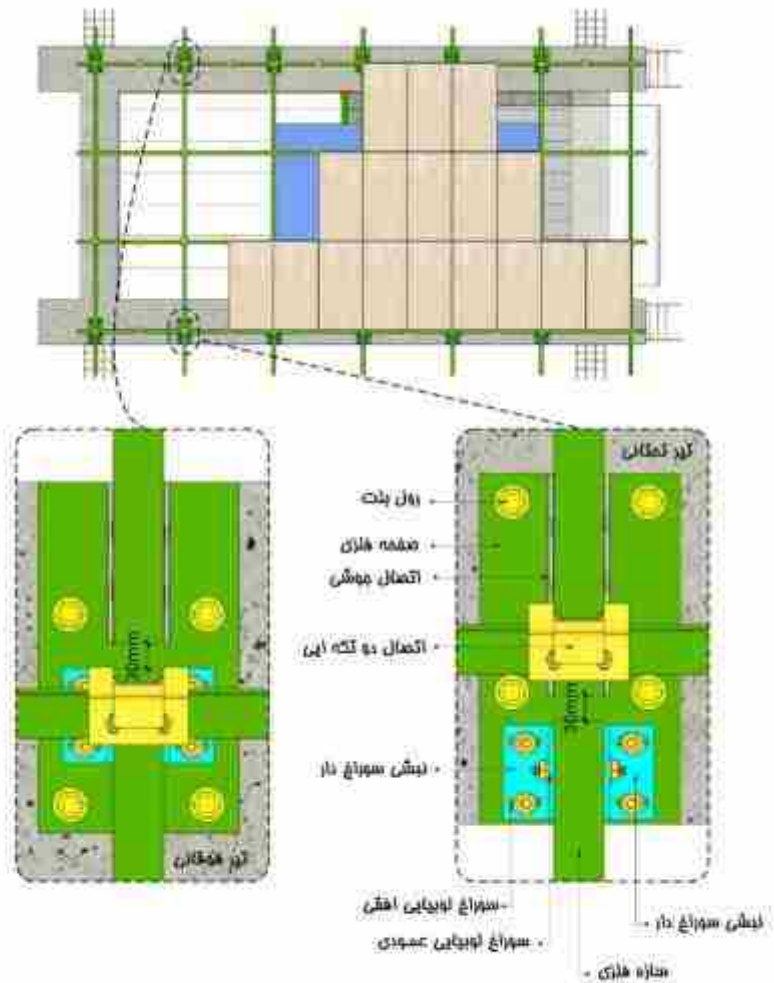 تیر تحتانی
رول بلت
صفحه فلزی
اتصال جوشی
اتصال دو تکه ایی
30mm
30mm
نبشی سوراخ دار
تیر فوقانی
سوراخ لوبیایی افقی
نبشی سوراخ دار
سوراخ لوبیایی عمودی
سازه فلزی